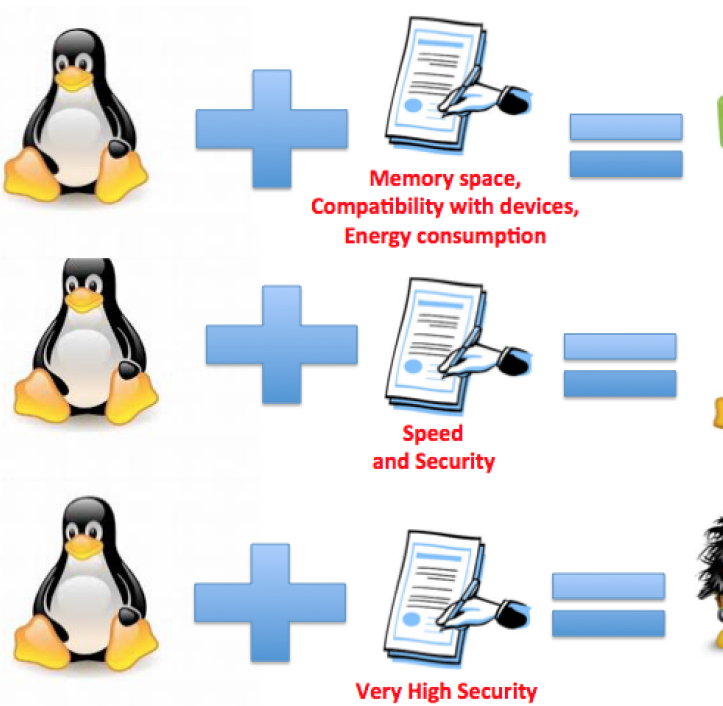 Memory space,
Compatibility with devices,
Energy consumption
Speed
and Security
Very High Security